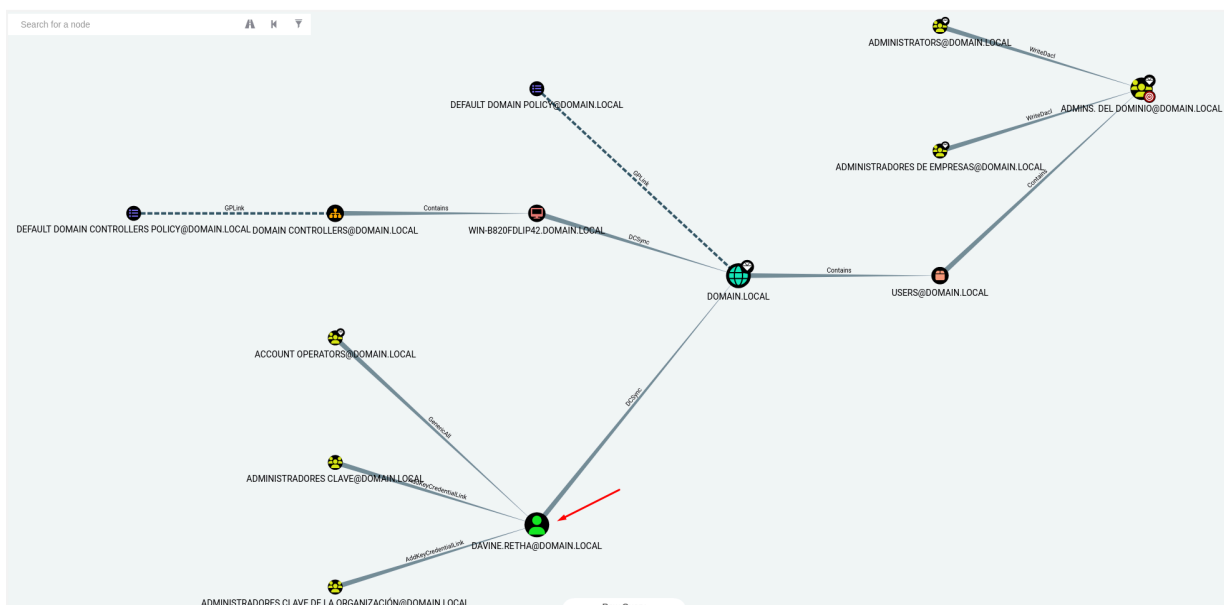 Search for a node
ADMINISTRATORS@DOMAIN.LOCAL
WriteDacl
ADMINS. DEL DOMINIO@DOMAIN.LOCAL
DEFAULT DOMAIN POLICY@DOMAIN.LOCAL
WriteDacl
ADMINISTRADORES DE EMPRESAS@DOMAIN.LOCAL
GPLink
Contains
GPLink
Contains
DEFAULT DOMAIN CONTROLLERS POLICY@DOMAIN.LOCAL
DOMAIN CONTROLLERS@DOMAIN.LOCAL
WIN-B820FDLIP42.DOMAIN.LOCAL
DCSync
Contains
DOMAIN.LOCAL
USERS@DOMAIN.LOCAL
ACCOUNT OPERATORS@DOMAIN.LOCAL
DCSync
GenericAll
ADMINISTRADORES CLAVE@DOMAIN.LOCAL
AddKeyCredentialLink
DAVINE.RETHA@DOMAIN.LOCAL
AddKeyCredentialLink
ADMINISTRADORES CLAVE DE LA ORGANIZACIÓN@DOMAIN.LOCAL